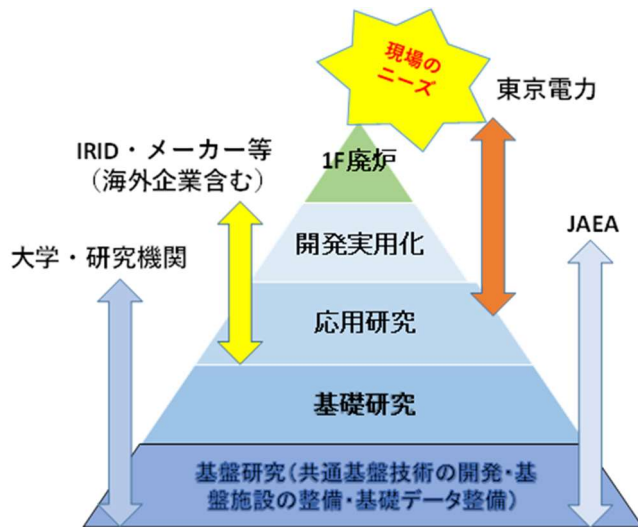 現場の
ニーズ
東京電力
IRID・メーカー等
（海外企業含む）
1F廃炉
JAEA
大学・研究機関
開発実用化
応用研究
基礎研究
基盤研究（共通基盤技術の開発・基
盤施設の整備・基礎データ整備）